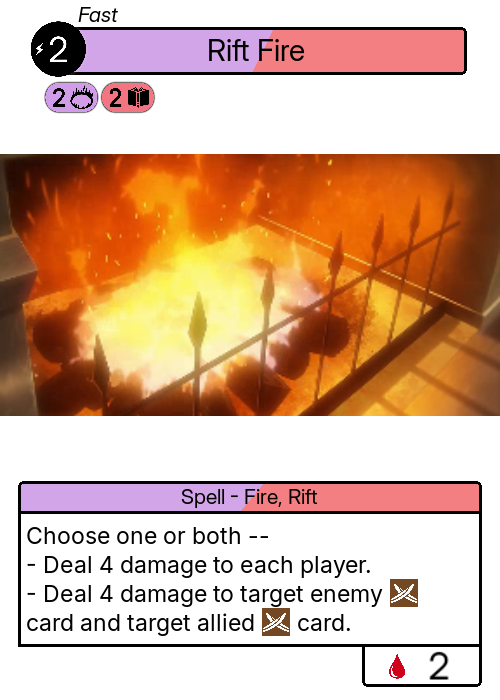 Fast
2 Rift Fire
2 2
Spell - Fire, Rift
Choose one or both --
- Deal 4 damage to each player.
- Deal 4 damage to target enemy
card and target allied card.
2